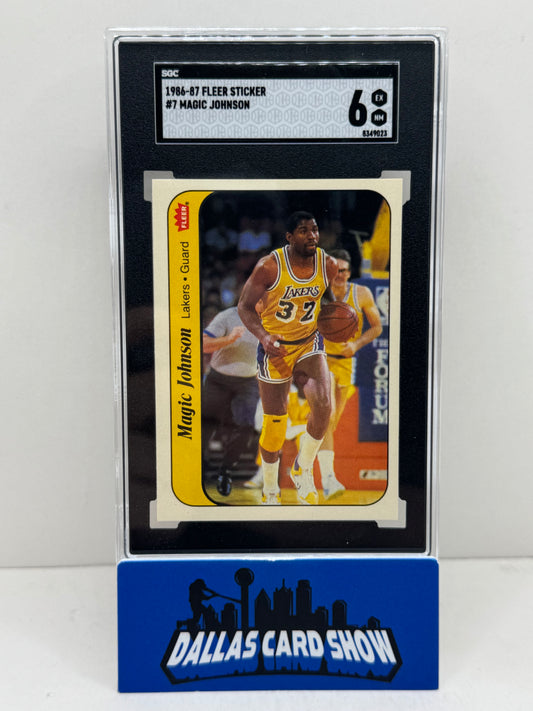 SGC
1986-87 FLEER STICKER
#7 MAGIC JOHNSON
6
EX
NM
8349023
FLEER®
Magic Johnson
Lakers • Guard
LAKERS
32
THE
FORUM
DALLAS CARD SHOW